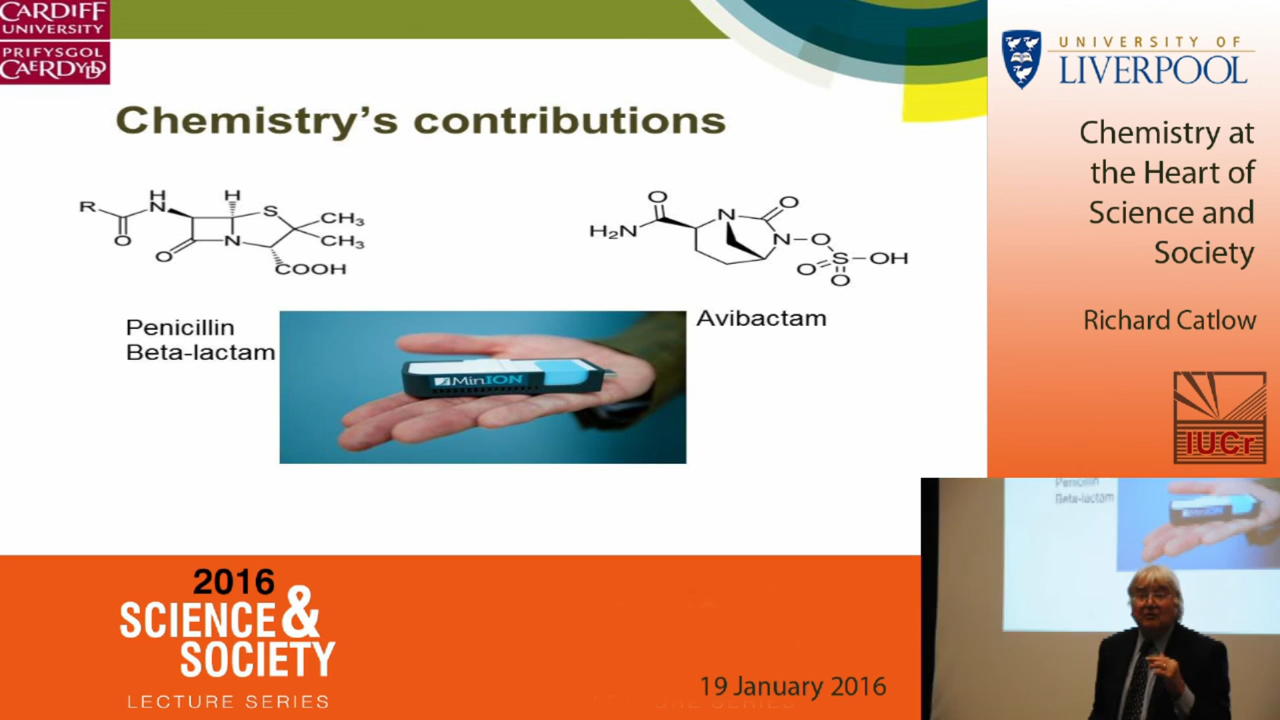 CARDIFF
UNIVERSITY
PRIFYSGOL
CAERDYDD
Chemistry's contributions
R
H
N
O
O
H
S
N
CH3
CH3
COOH
Penicillin
Beta-lactam
MinION
H2N
O
N
O
N
O
S
OH
O
O
Avibactam
UNIVERSITY OF
LIVERPOOL
Chemistry at
the Heart of
Science and
Society
Richard Catlow
IUCr
Penicillin
Beta-lactam
MinION
2016
SCIENCE &
SOCIETY
LECTURE SERIES
19 January 2016